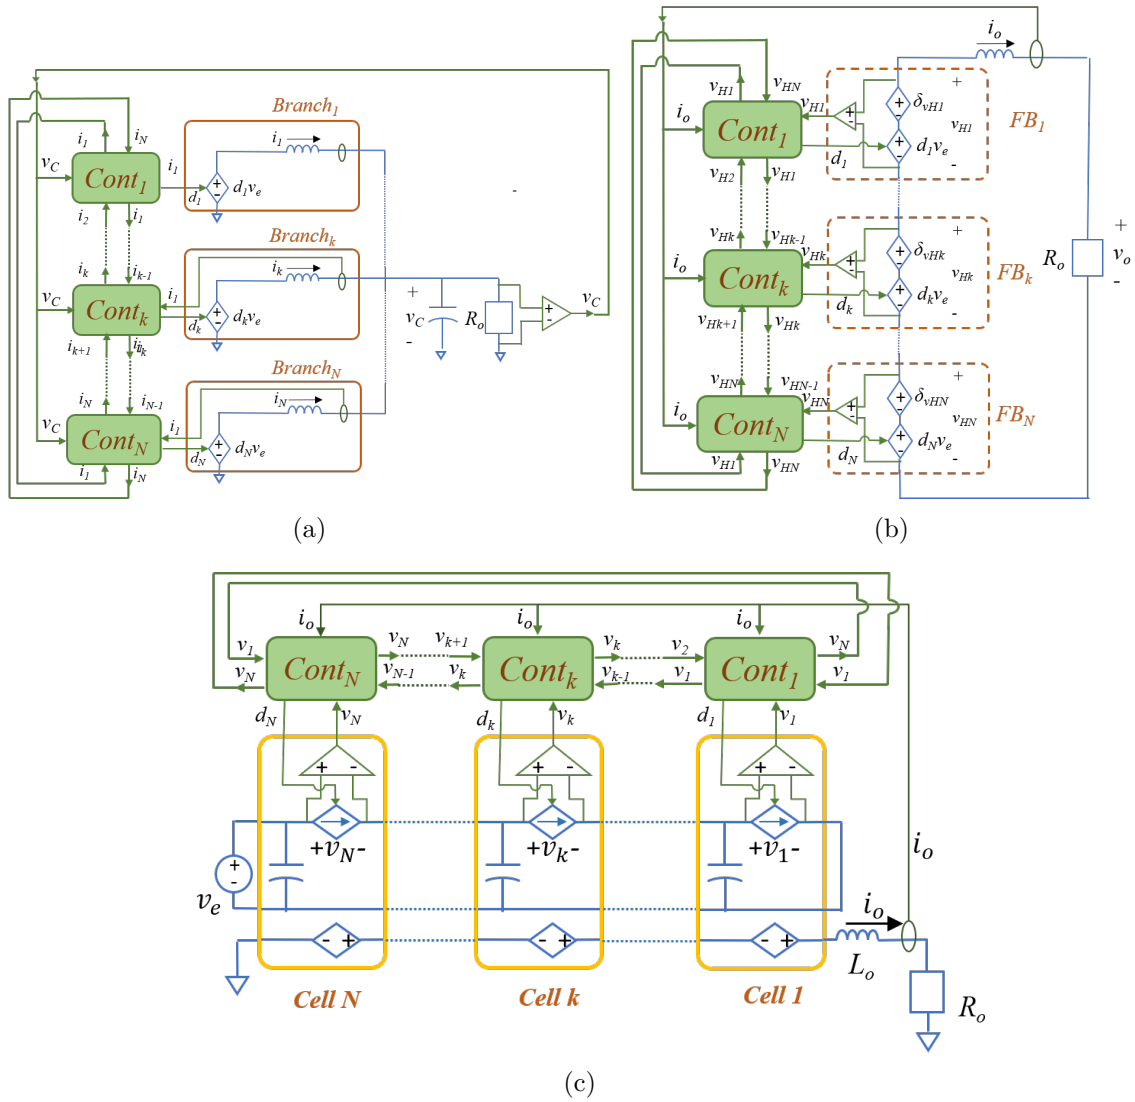 Branch1
i1
iN
i1
i1
vC
Cont1
i1
d1
+
-
d1ve
i2
i1
Branchk
ik
ik-1
i1
ik
vC
Contk
dk
+
-
dkve
ik+1
ik
+
vC
-
Ro
+
-
vC
BranchN
iN
iN-1
i1
iN
vC
ContN
dN
+
-
dNve
i1
iN
(a)
io
vH1
vHN
vH1
+
-
δvH1
+
vH1
-
FB1
io
Cont1
d1
d1ve
vH2
vH1
vHk
vHk-1
vHk
+
-
δvHk
+
vHk
-
FBk
io
Contk
dk
dkve
Ro
+
vo
-
vHk+1
vHk
vHN
vHN-1
vHN
+
-
δvHN
+
vHN
-
FBN
io
ContN
dN
dNve
vH1
vHN
(b)
io
io
io
v1
vN
ContN
vN
vN-1
vk+1
vk
Contk
vk
vk-1
v2
v1
Cont1
vN
v1
dN
vN
dk
vk
d1
v1
+ -
+ -
+ -
+vN-
+vk-
+v1-
+
-
ve
io
io
- +
- +
- +
Lo
Ro
Cell N
Cell k
Cell 1
(c)